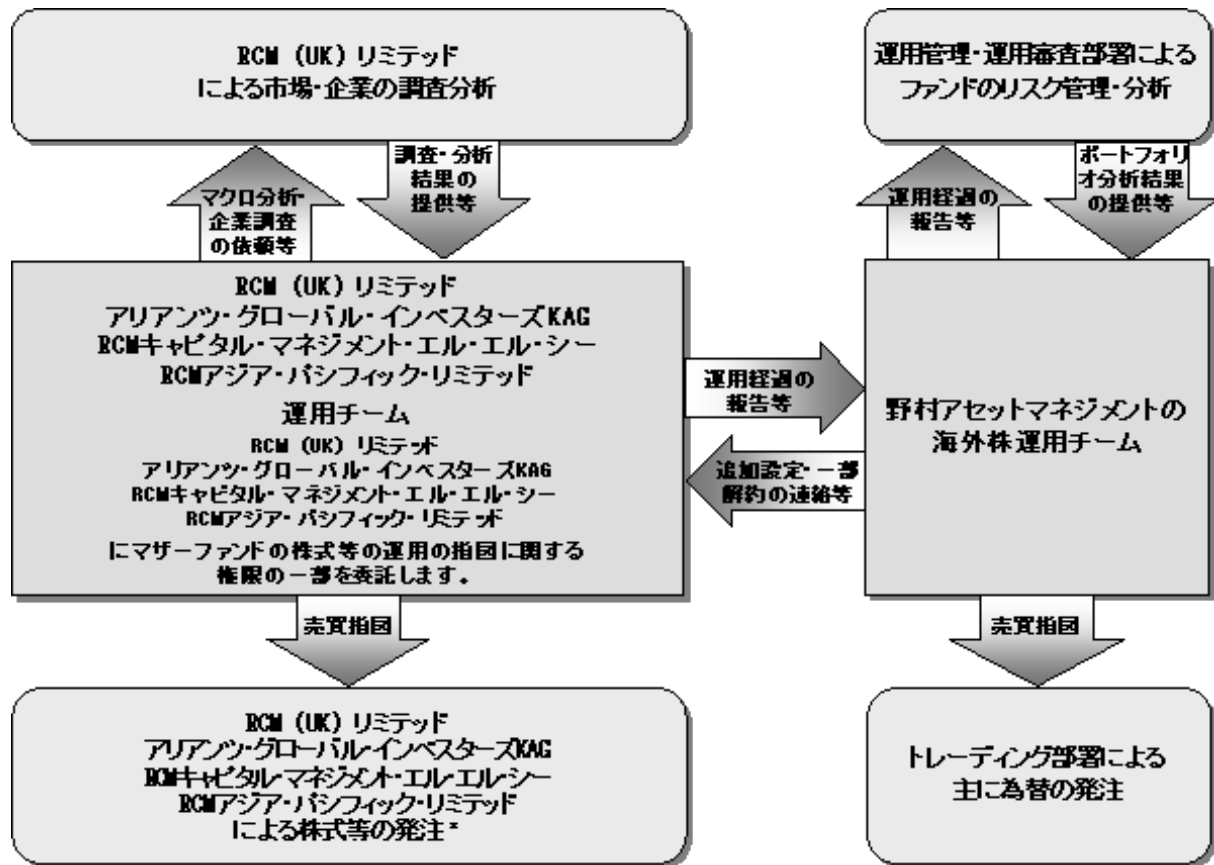 RCM (UK) リミテッド
による市場・企業の調査分析
運用管理・運用審査部署による
ファンドのリスク管理・分析
マクロ分析・
企業調査
の依頼等
調査・分析
結果の
提供等
運用経過の
報告等
ポートフォリ
オ分析結果
の提供等
RCM (UK) リミテッド
アリアンツ・グローバル・インベスターズKAG
RCMキャピタル・マネジメント・エル・エル・シー
RCMアジア・パシフィック・リミテッド
運用チーム
RCM (UK) リミテッド
アリアンツ・グローバル・インベスターズKAG
RCMキャピタル・マネジメント・エル・エル・シー
RCMアジア・パシフィック・リミテッド
にマザーファンドの株式等の運用の指図に関する
権限の一部を委託します。
運用経過の
報告等
追加設定・一部
解約の連絡等
野村アセットマネジメントの
海外株運用チーム
売買指図
売買指図
RCM (UK) リミテッド
アリアンツ・グローバル・インベスターズKAG
RCMキャピタル・マネジメント・エル・エル・シー
RCMアジア・パシフィック・リミテッド
による株式等の発注*
トレーディング部署による
主に為替の発注